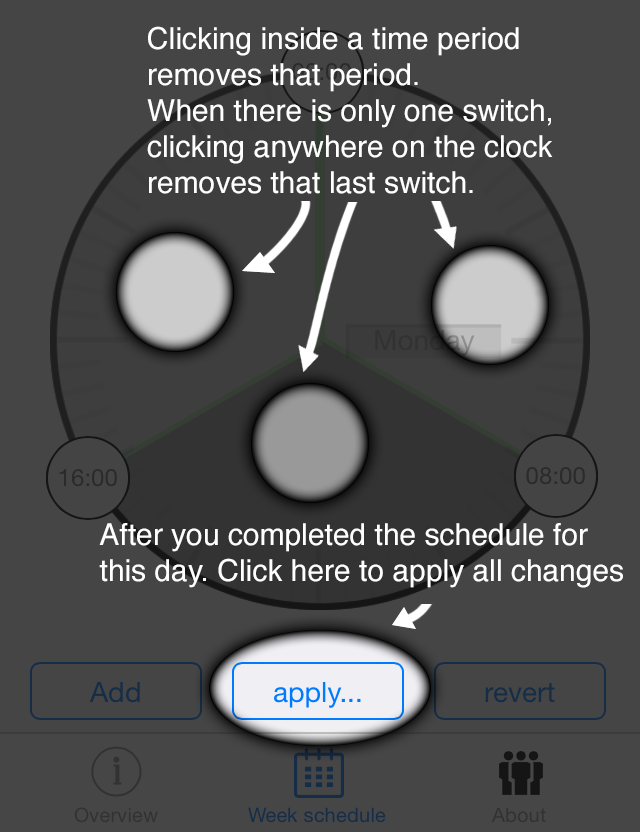 Clicking inside a time period
removes that period.
When there is only one switch,
clicking anywhere on the clock
removes that last switch.
Monday
16:00
08:00
After you completed the schedule for
this day. Click here to apply all changes
Add
apply...
revert
Overview
Week schedule
About